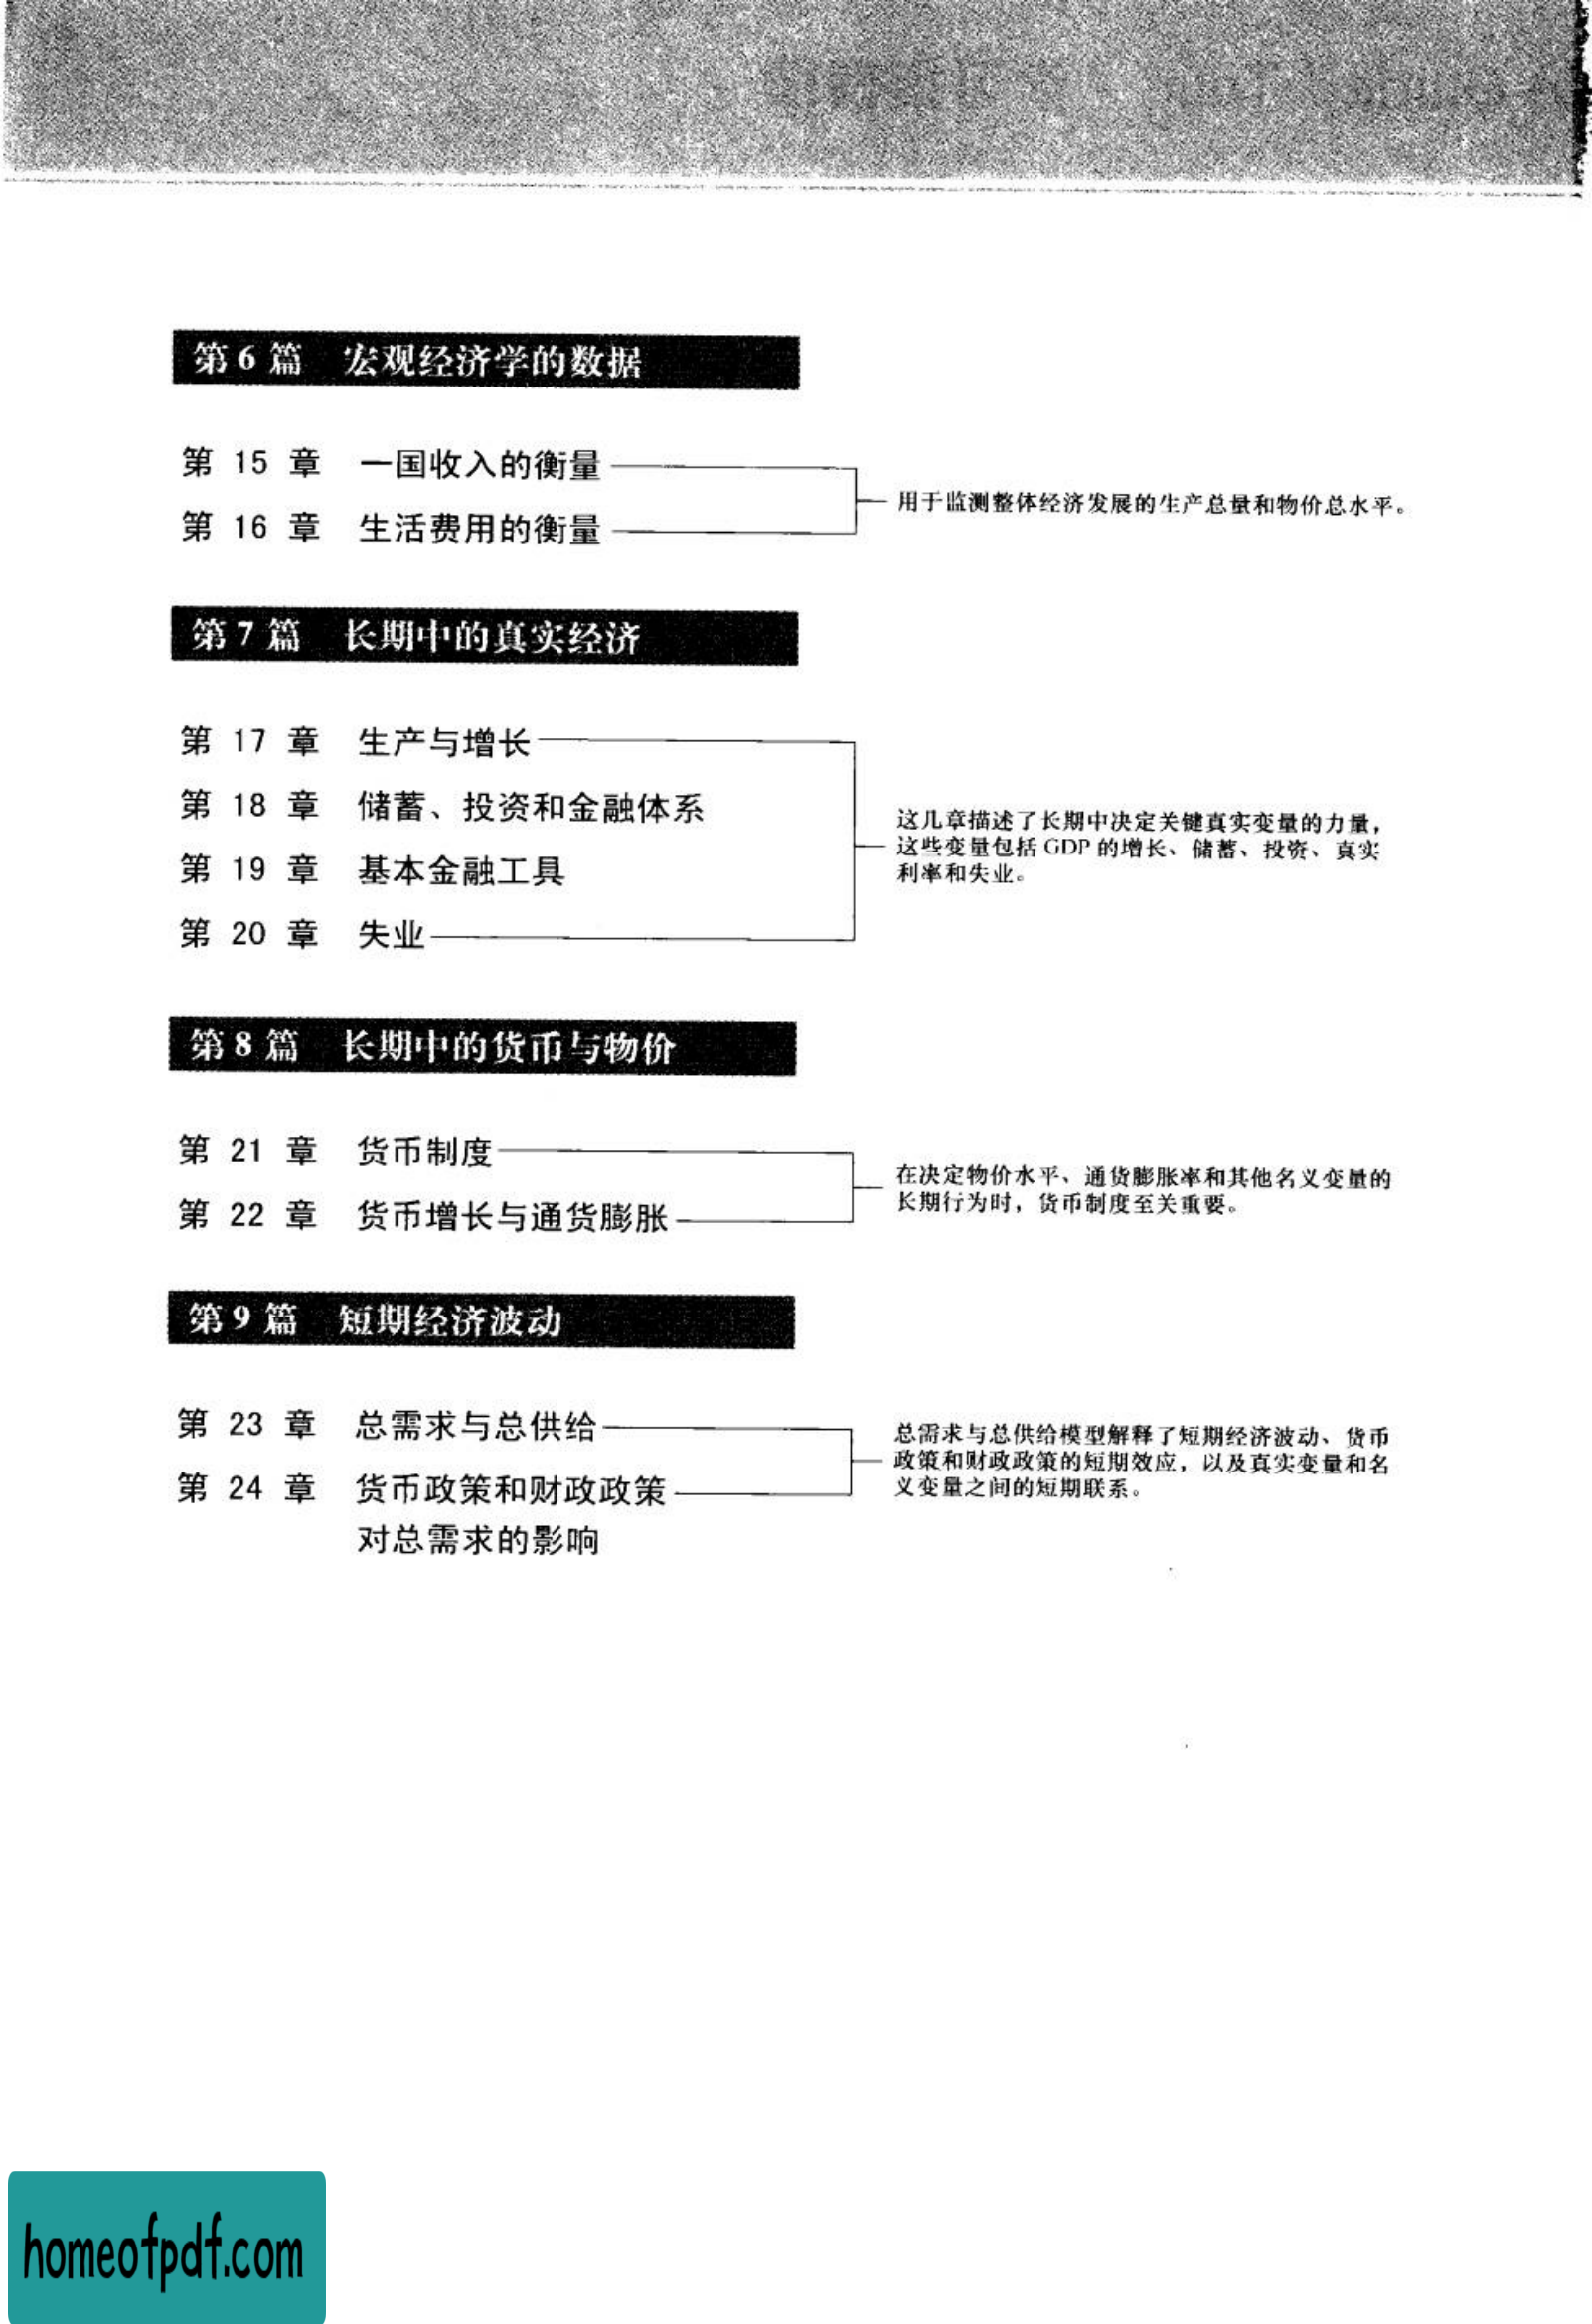 第 6 篇 宏观经济学的数据
第 15 章 一国收入的衡量
第 16 章 生活费用的衡量
用于监测整体经济发展的生产总量和物价总水平。
第 7 篇 长期中的真实经济
第 17 章 生产与增长
第 18 章 储蓄、投资和金融体系
第 19 章 基本金融工具
第 20 章 失业
这几章描述了长期中决定关键真实变量的力量，
这些变量包括 GDP 的增长、储蓄、投资、真实
利率和失业。
第 8 篇 长期中的货币与物价
第 21 章 货币制度
第 22 章 货币增长与通货膨胀
在决定物价水平、通货膨胀率和其他名义变量的
长期行为时，货币制度至关重要。
第 9 篇 短期经济波动
第 23 章 总需求与总供给
第 24 章 货币政策和财政政策
对总需求的影响
总需求与总供给模型解释了短期经济波动、货币
政策和财政政策的短期效应，以及真实变量和名
义变量之间的短期联系。
homeofpdf.com